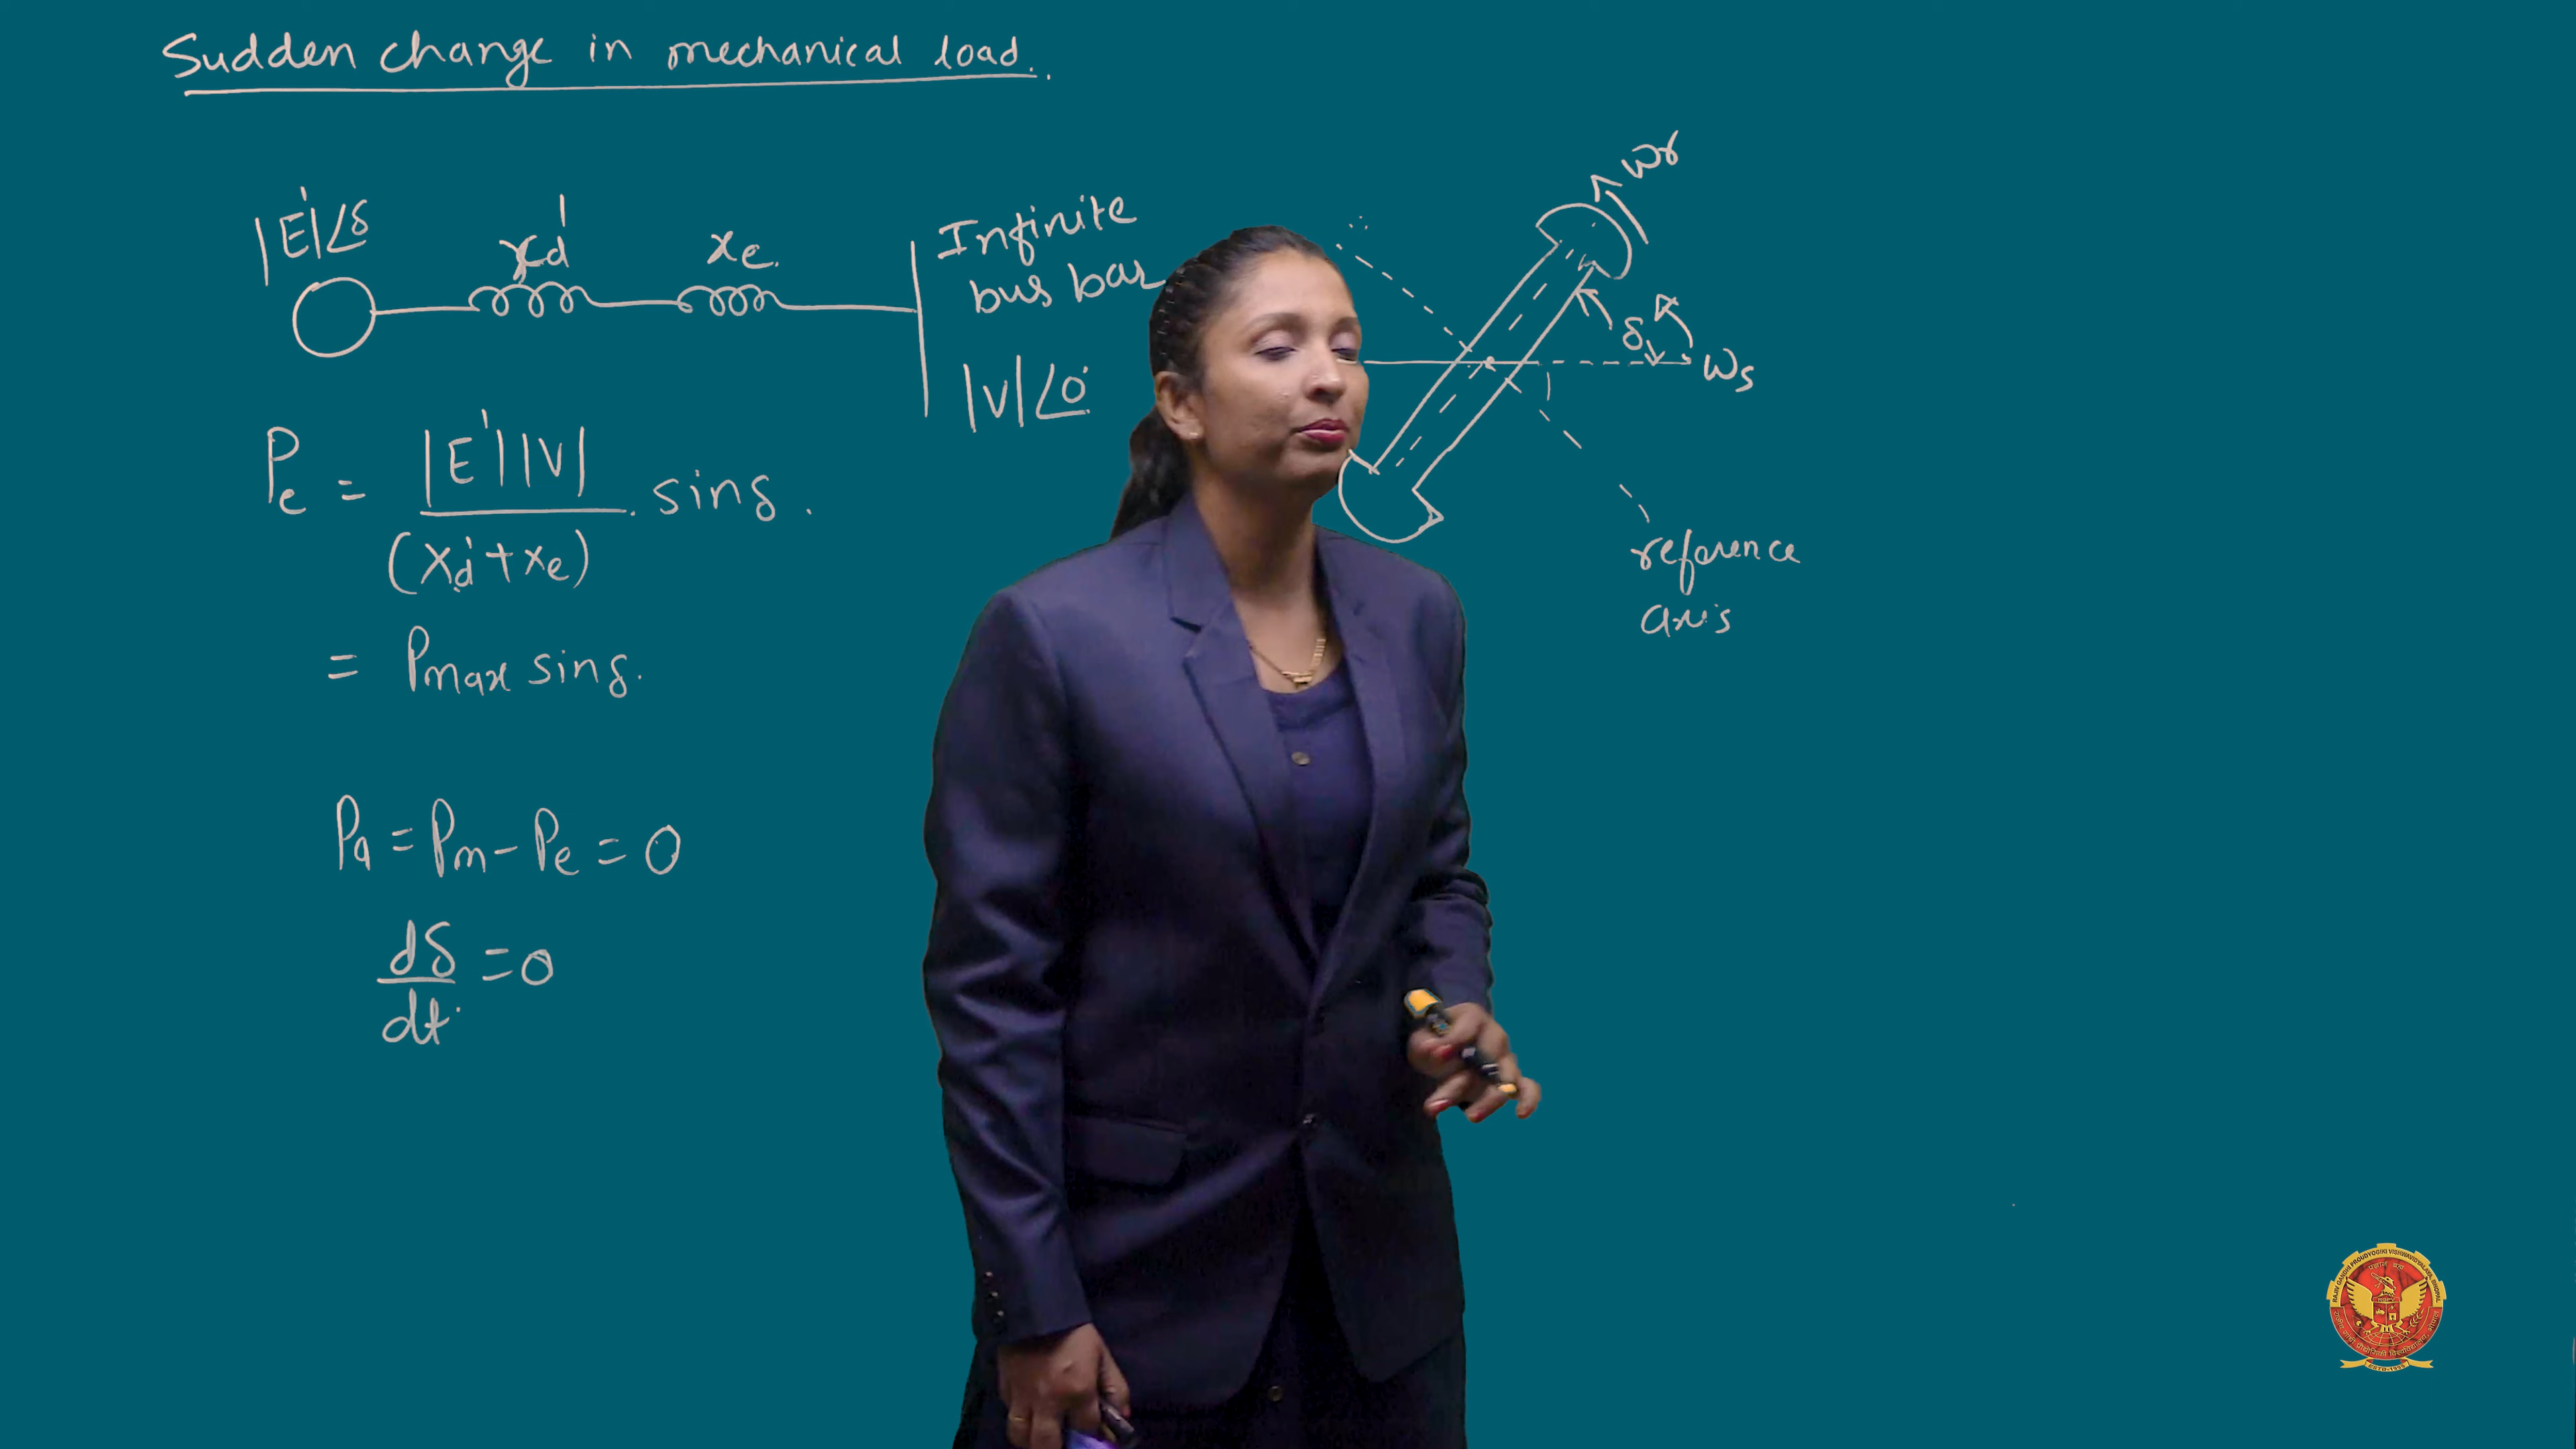 Sudden change in mechanical load.
|E'|∠δ
xd'
xe
Infinite
bus bar
|V|∠0°
Pe = |E'||V| / (xd'+xe) . sinδ.
= Pmax sinδ.
Pa = Pm - Pe = 0
dδ/dt = 0
ωr
δ
ωs
reference
axis